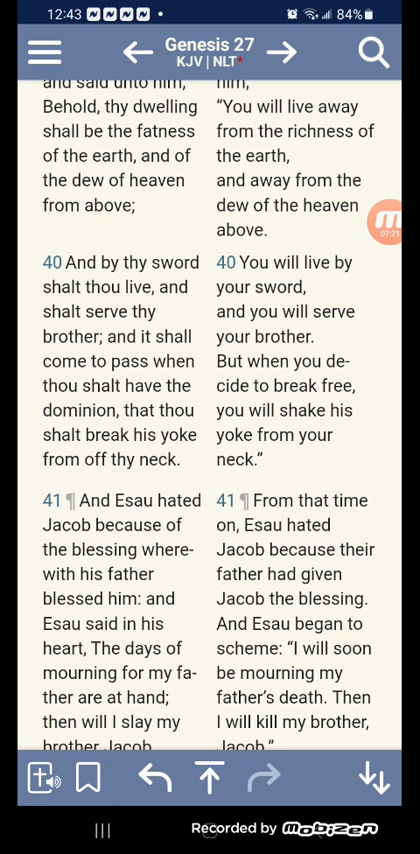 12:43
84%
Genesis 27
KJV | NLT*
and said unto him,
Behold, thy dwelling
shall be the fatness
of the earth, and of
the dew of heaven
from above;
40 And by thy sword
shalt thou live, and
shalt serve thy
brother; and it shall
come to pass when
thou shalt have the
dominion, that thou
shalt break his yoke
from off thy neck.
41 ¶ And Esau hated
Jacob because of
the blessing where-
with his father
blessed him: and
Esau said in his
heart, The days of
mourning for my fa-
ther are at hand;
then will I slay my
brother Jacob
him,
“You will live away
from the richness of
the earth,
and away from the
dew of the heaven
above.
40 You will live by
your sword,
and you will serve
your brother.
But when you de-
cide to break free,
you will shake his
yoke from your
neck.”
41 ¶ From that time
on, Esau hated
Jacob because their
father had given
Jacob the blessing.
And Esau began to
scheme: “I will soon
be mourning my
father’s death. Then
I will kill my brother,
Jacob.”
07:21
Recorded by Mobizen